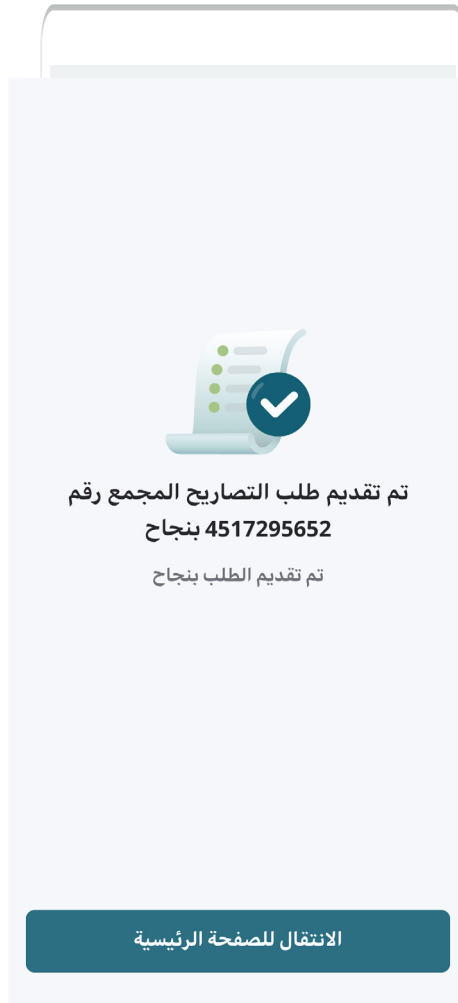 تم تقديم طلب التصاريح المجمع رقم
4517295652 بنجاح
تم تقديم الطلب بنجاح
الانتقال للصفحة الرئيسية